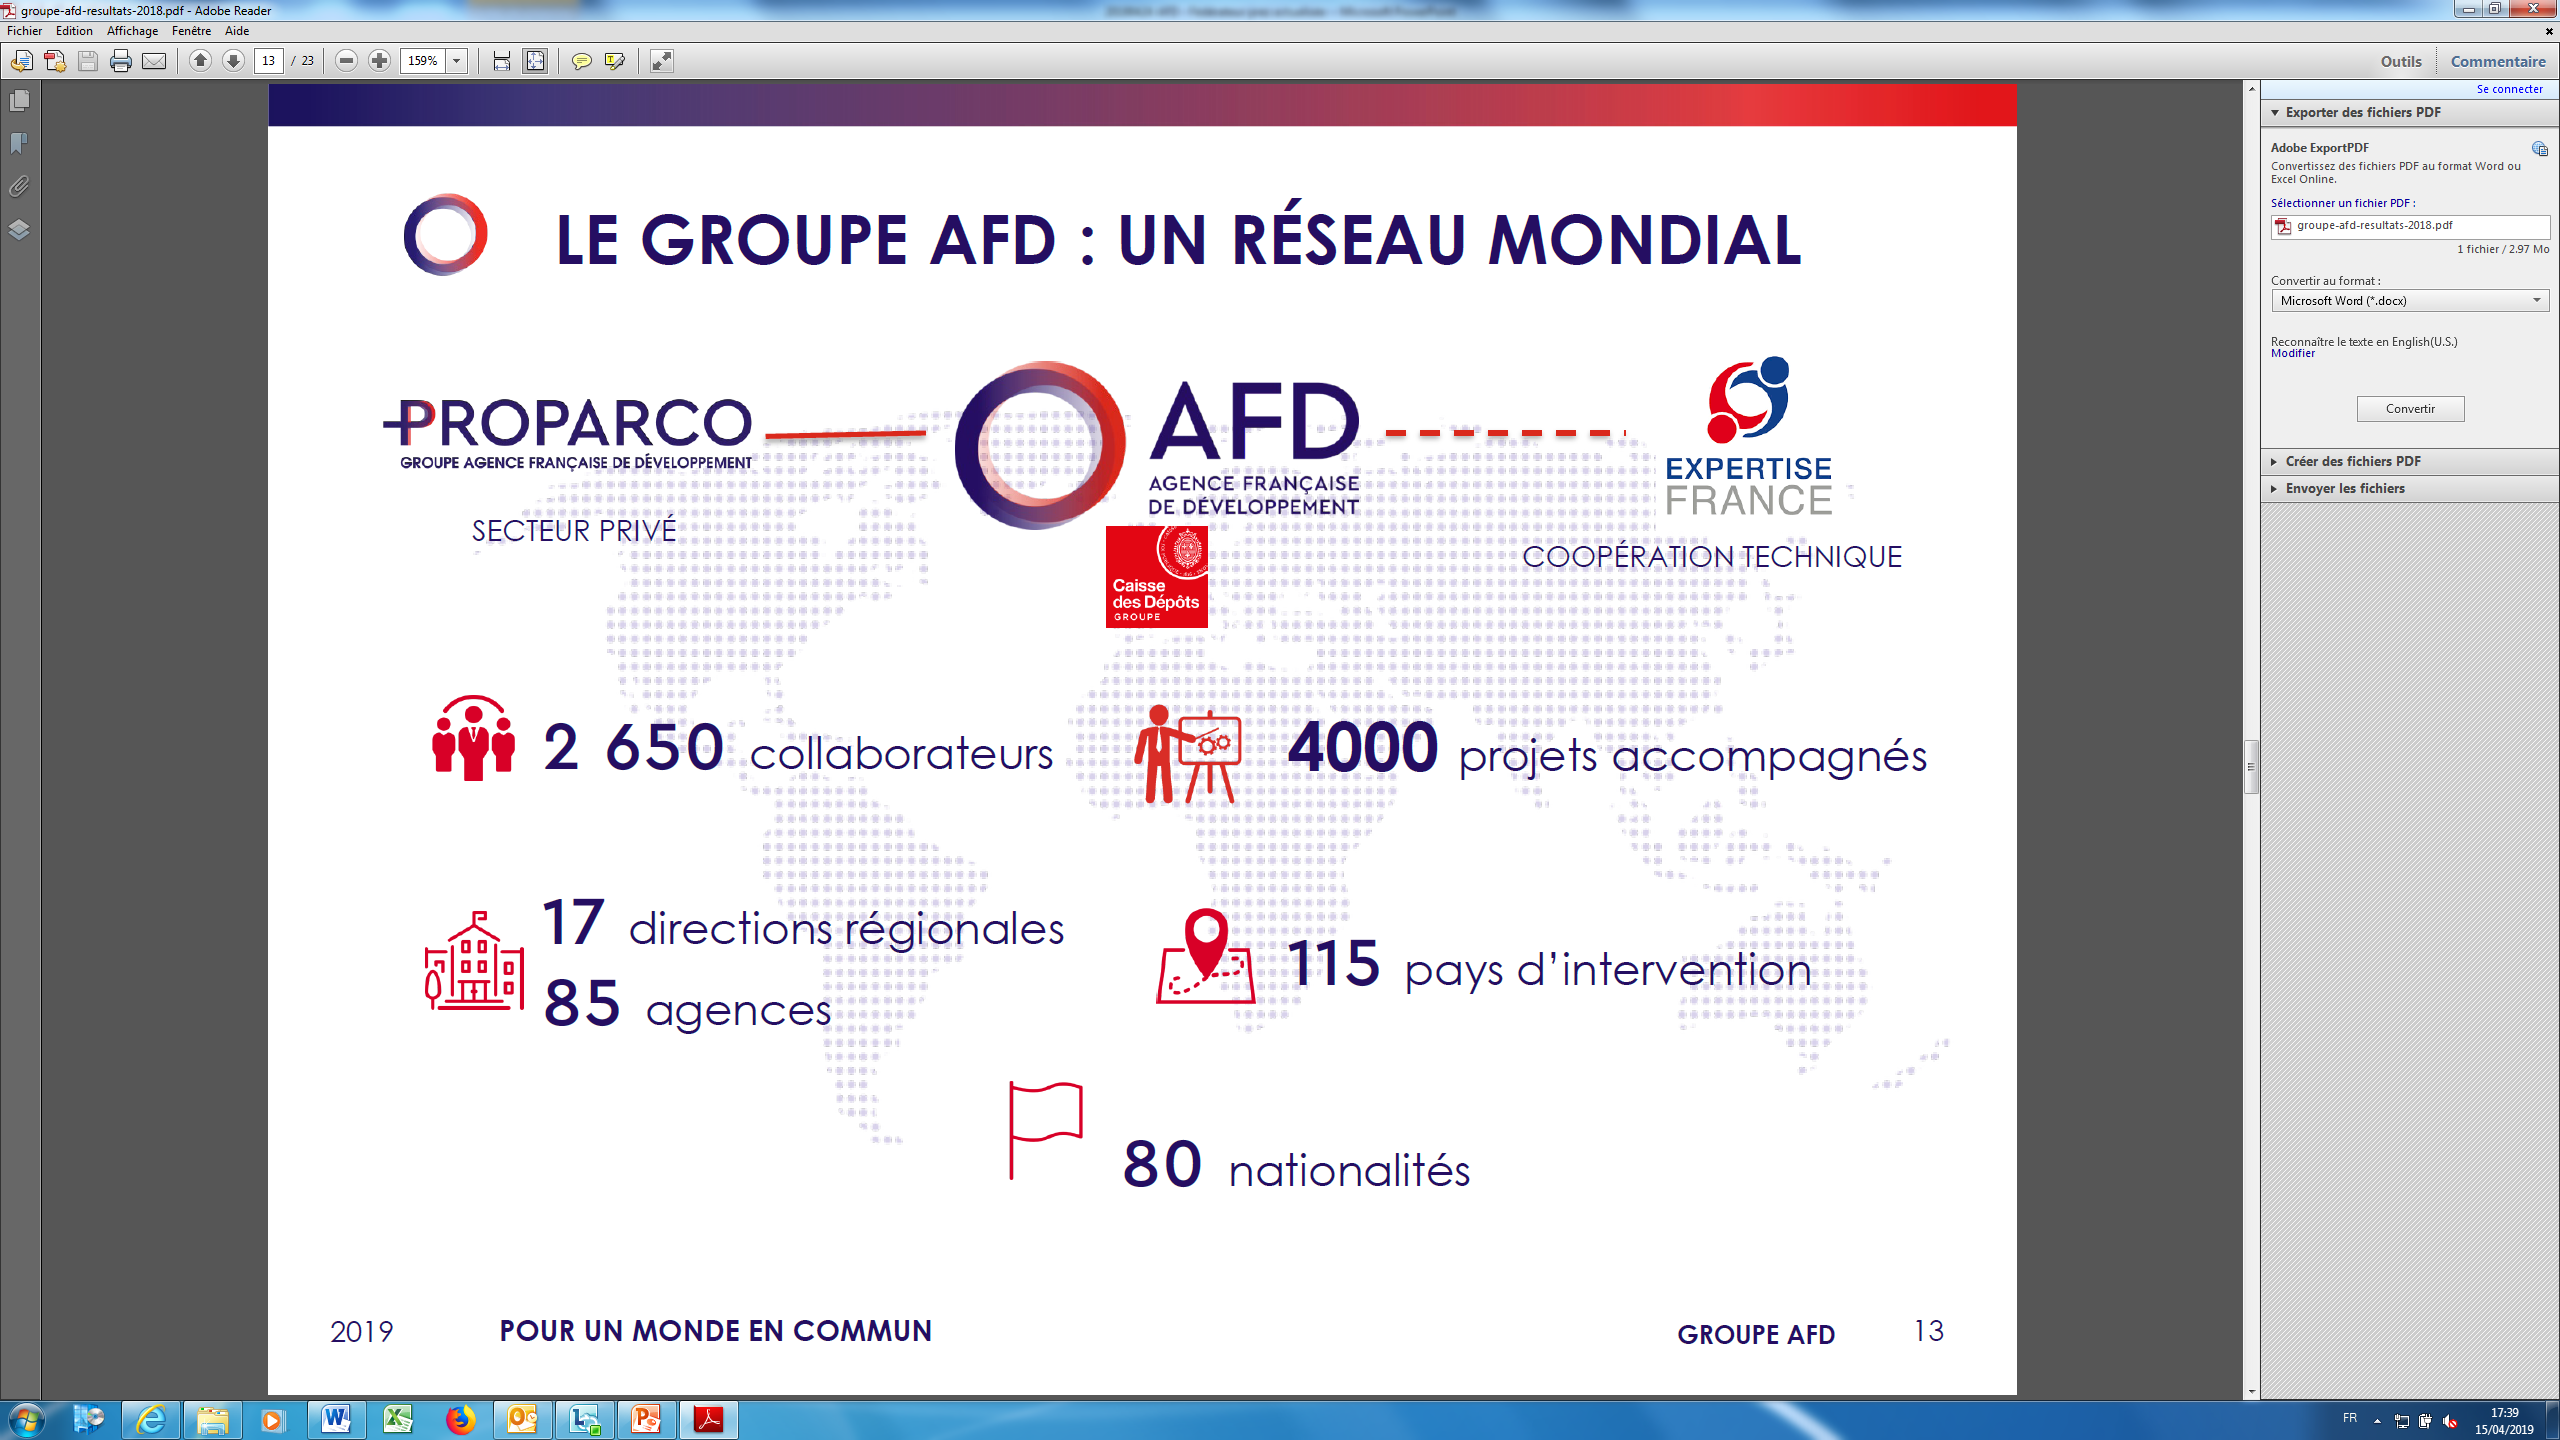 groupe-afd-resultats-2018.pdf - Adobe Reader
Fichier Edition Affichage Fenêtre Aide
13 / 23 159%
Outils Commentaire
Se connecter
Exporter des fichiers PDF
Adobe ExportPDF
Convertissez des fichiers PDF au format Word ou
Excel Online.
Sélectionner un fichier PDF :
groupe-afd-resultats-2018.pdf
1 fichier / 2.97 Mo
Convertir au format :
Microsoft Word (*.docx)
Reconnaître le texte en English(U.S.)
Modifier
Convertir
Créer des fichiers PDF
Envoyer les fichiers
LE GROUPE AFD : UN RÉSEAU MONDIAL
PROPARCO
GROUPE AGENCE FRANÇAISE DE DÉVELOPPEMENT
SECTEUR PRIVÉ
AFD
AGENCE FRANÇAISE
DE DÉVELOPPEMENT
Caisse
des Dépôts
GROUPE
EXPERTISE
FRANCE
COOPÉRATION TECHNIQUE
2 650 collaborateurs
4000 projets accompagnés
17 directions régionales
85 agences
115 pays d’intervention
80 nationalités
2019 POUR UN MONDE EN COMMUN GROUPE AFD 13
FR
17:39
15/04/2019